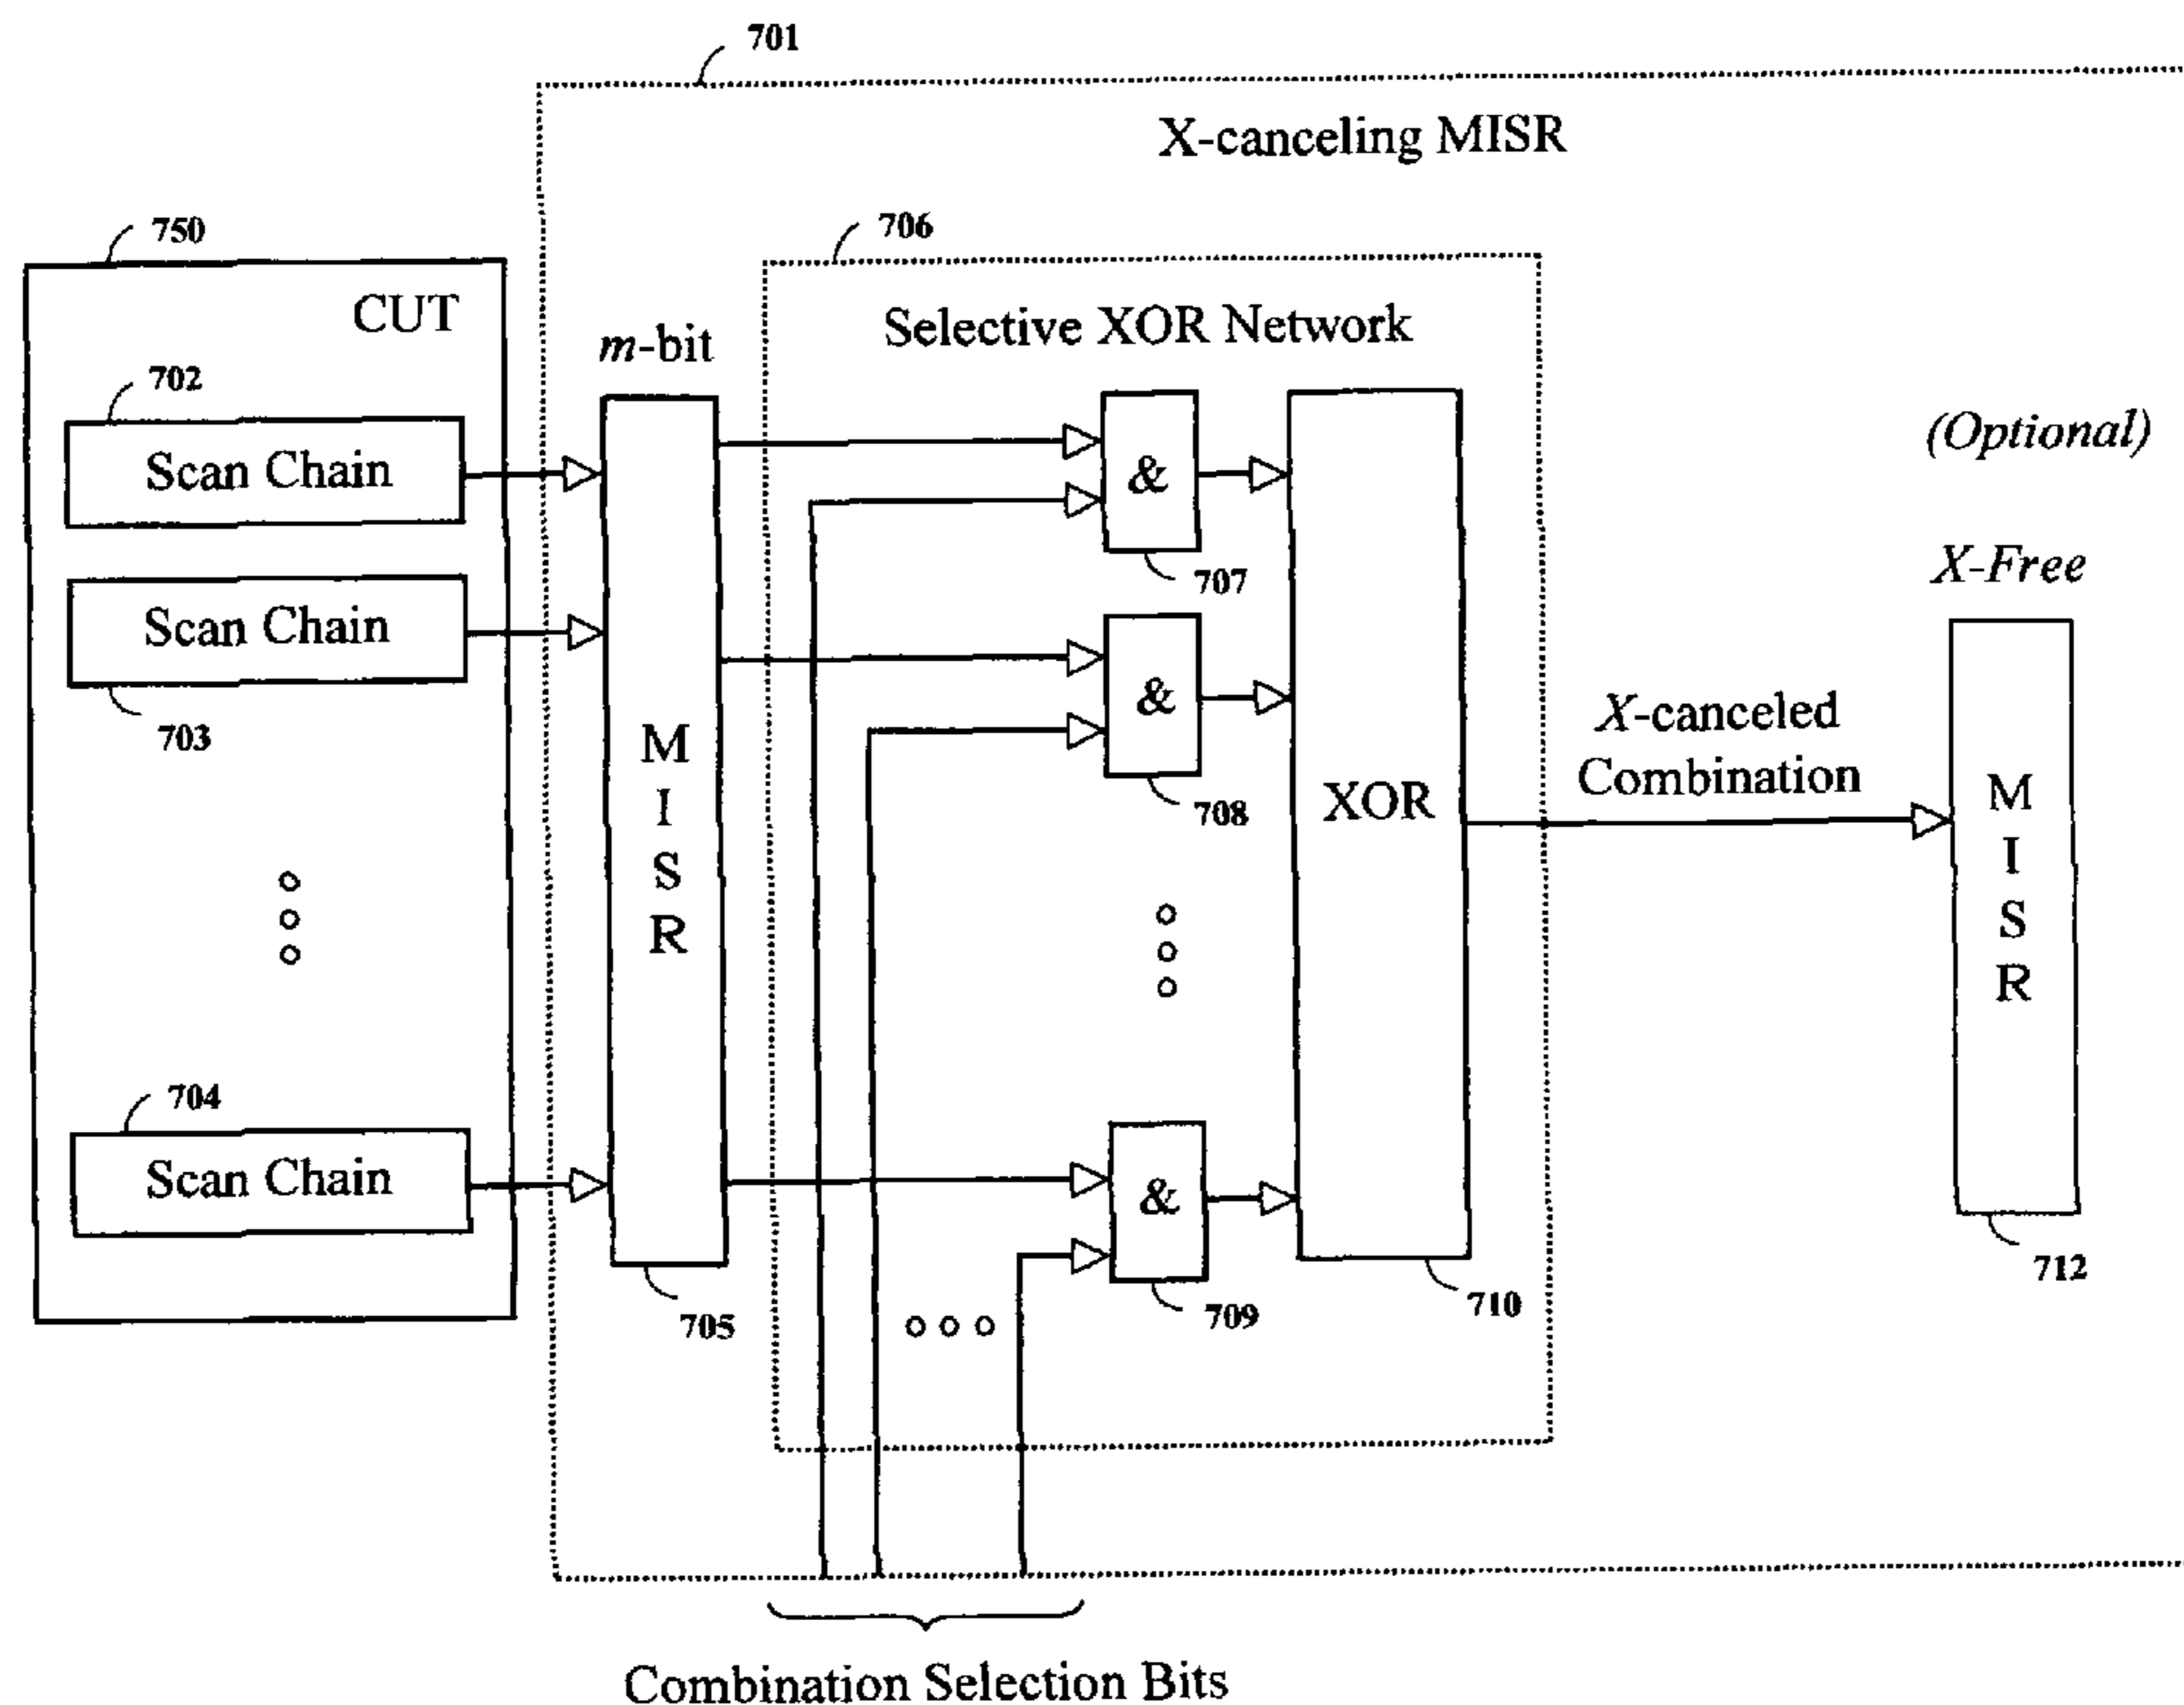 701
X-canceling MISR
750
CUT
706
Selective XOR Network
m-bit
702
Scan Chain
703
Scan Chain
704
Scan Chain
M
I
S
R
705
&
707
&
708
&
709
XOR
710
X-canceled
Combination
(Optional)
X-Free
M
I
S
R
712
Combination Selection Bits